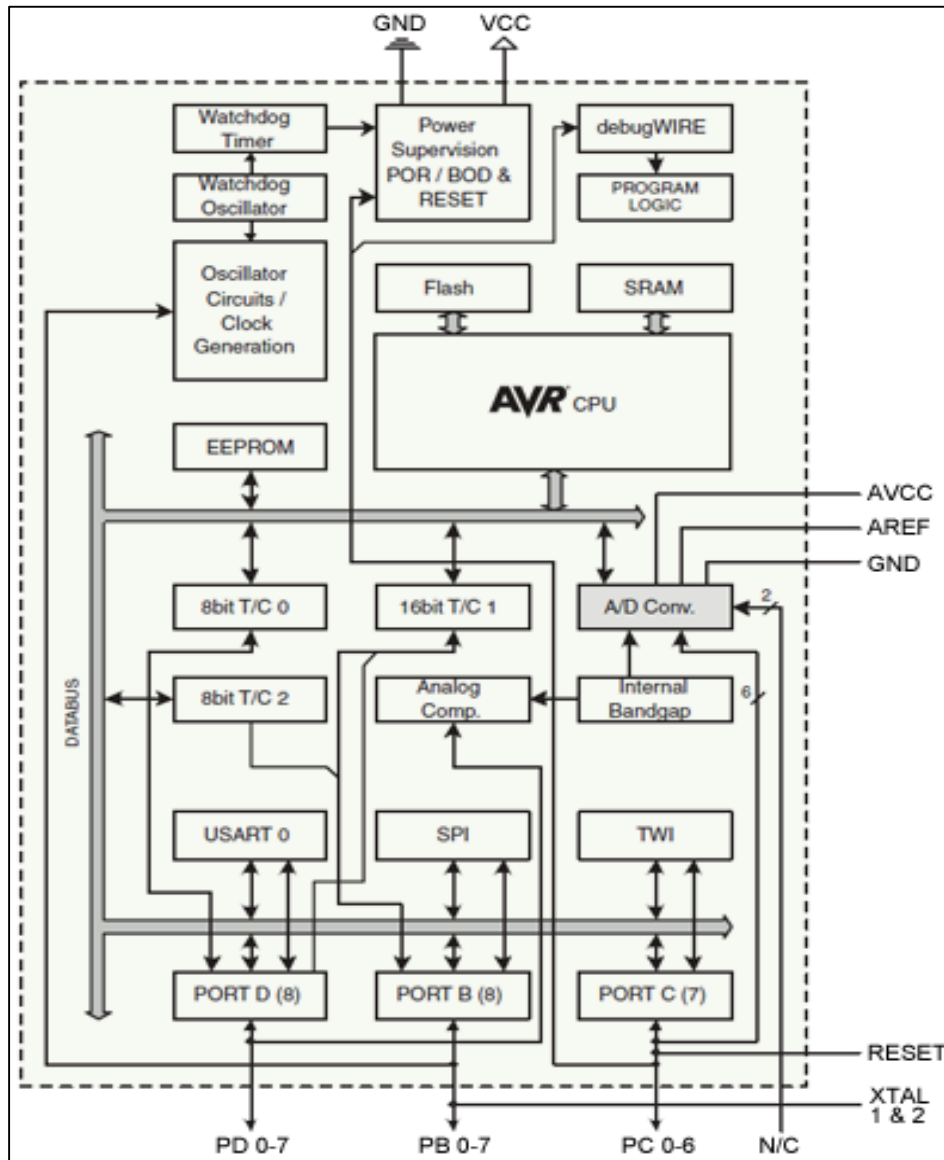 GND
VCC
Watchdog
Timer
Power
Supervision
POR / BOD &
RESET
debugWIRE
Watchdog
Oscillator
PROGRAM
LOGIC
Oscillator
Circuits /
Clock
Generation
Flash
SRAM
AVR CPU
EEPROM
AVCC
AREF
GND
8bit T/C 0
16bit T/C 1
A/D Conv.
2
8bit T/C 2
Analog
Comp.
Internal
Bandgap
6
DATABUS
USART 0
SPI
TWI
PORT D (8)
PORT B (8)
PORT C (7)
RESET
XTAL
1 & 2
PD 0-7
PB 0-7
PC 0-6
N/C